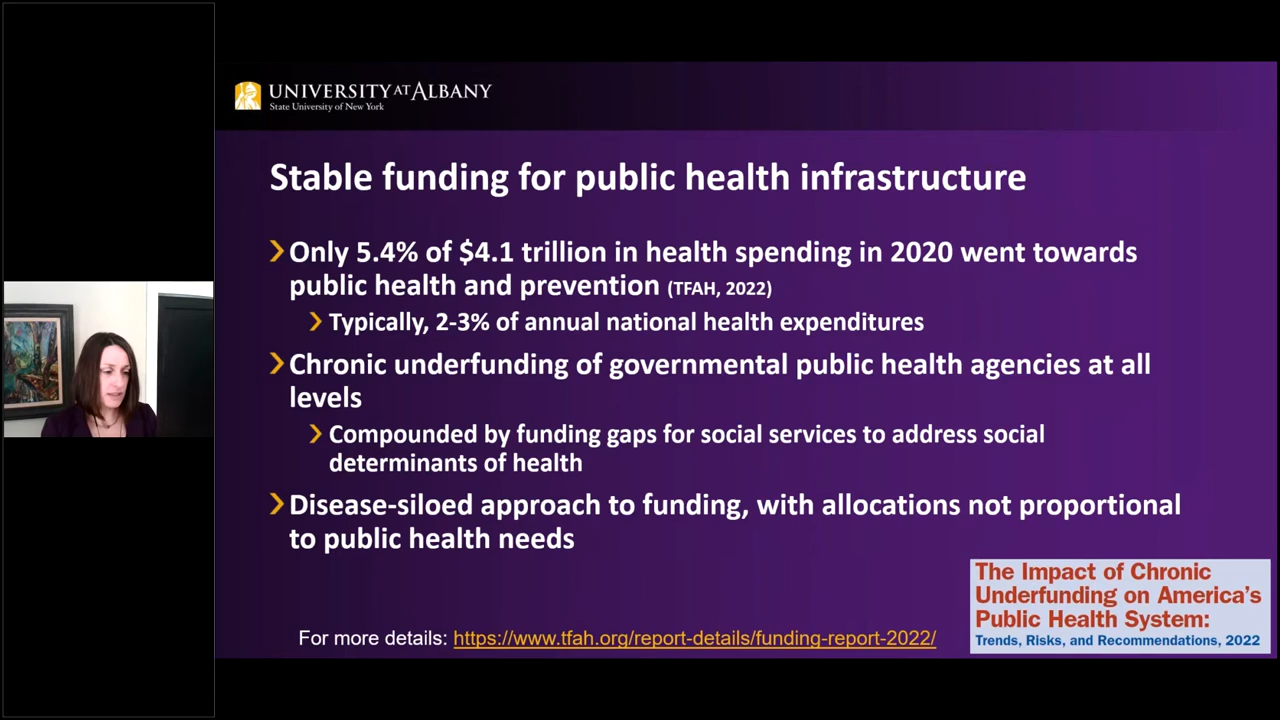 UNIVERSITY AT ALBANY
State University of New York
Stable funding for public health infrastructure
Only 5.4% of $4.1 trillion in health spending in 2020 went towards
public health and prevention (TFAH, 2022)
Typically, 2-3% of annual national health expenditures
Chronic underfunding of governmental public health agencies at all
levels
Compounded by funding gaps for social services to address social
determinants of health
Disease-siloed approach to funding, with allocations not proportional
to public health needs
The Impact of Chronic
Underfunding on America's
Public Health System:
Trends, Risks, and Recommendations, 2022
For more details: https://www.tfah.org/report-details/funding-report-2022/